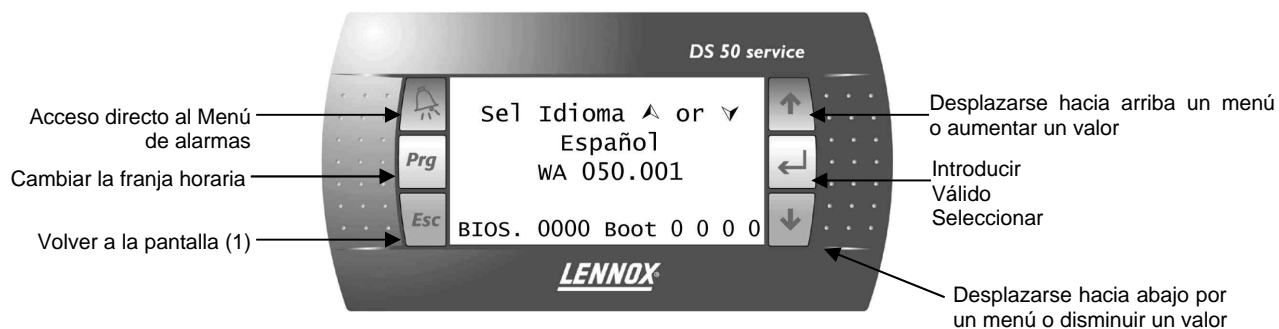 DS 50 service
Acceso directo al Menú
de alarmas
Cambiar la franja horaria
Volver a la pantalla (1)
Prg
Esc
Sel Idioma ⮝ or ⮟
Español
WA 050.001
BIOS. 0000 Boot 0 0 0 0
LENNOX
Desplazarse hacia arriba un menú
o aumentar un valor
Introducir
Válido
Seleccionar
Desplazarse hacia abajo por
un menú o disminuir un valor